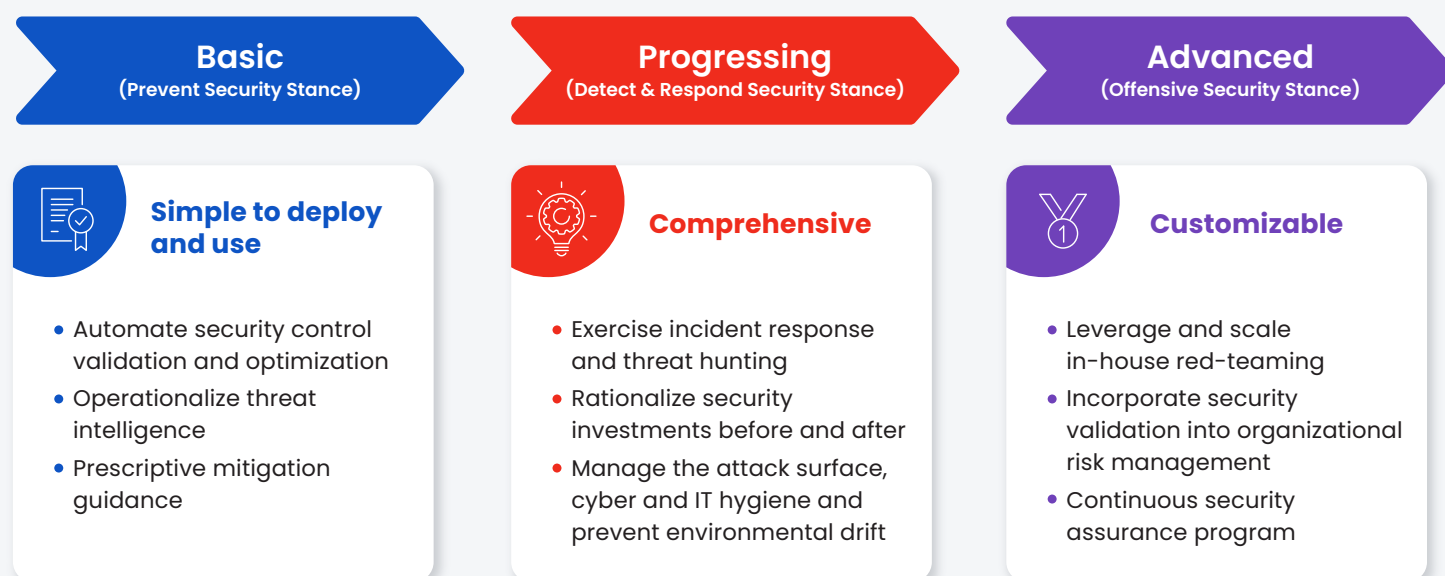 Basic
(Prevent Security Stance)
Progressing
(Detect & Respond Security Stance)
Advanced
(Offensive Security Stance)
Simple to deploy
and use
• Automate security control
validation and optimization
• Operationalize threat
intelligence
• Prescriptive mitigation
guidance
Comprehensive
• Exercise incident response
and threat hunting
• Rationalize security
investments before and after
• Manage the attack surface,
cyber and IT hygiene and
prevent environmental drift
1
Customizable
• Leverage and scale
in-house red-teaming
• Incorporate security
validation into organizational
risk management
• Continuous security
assurance program